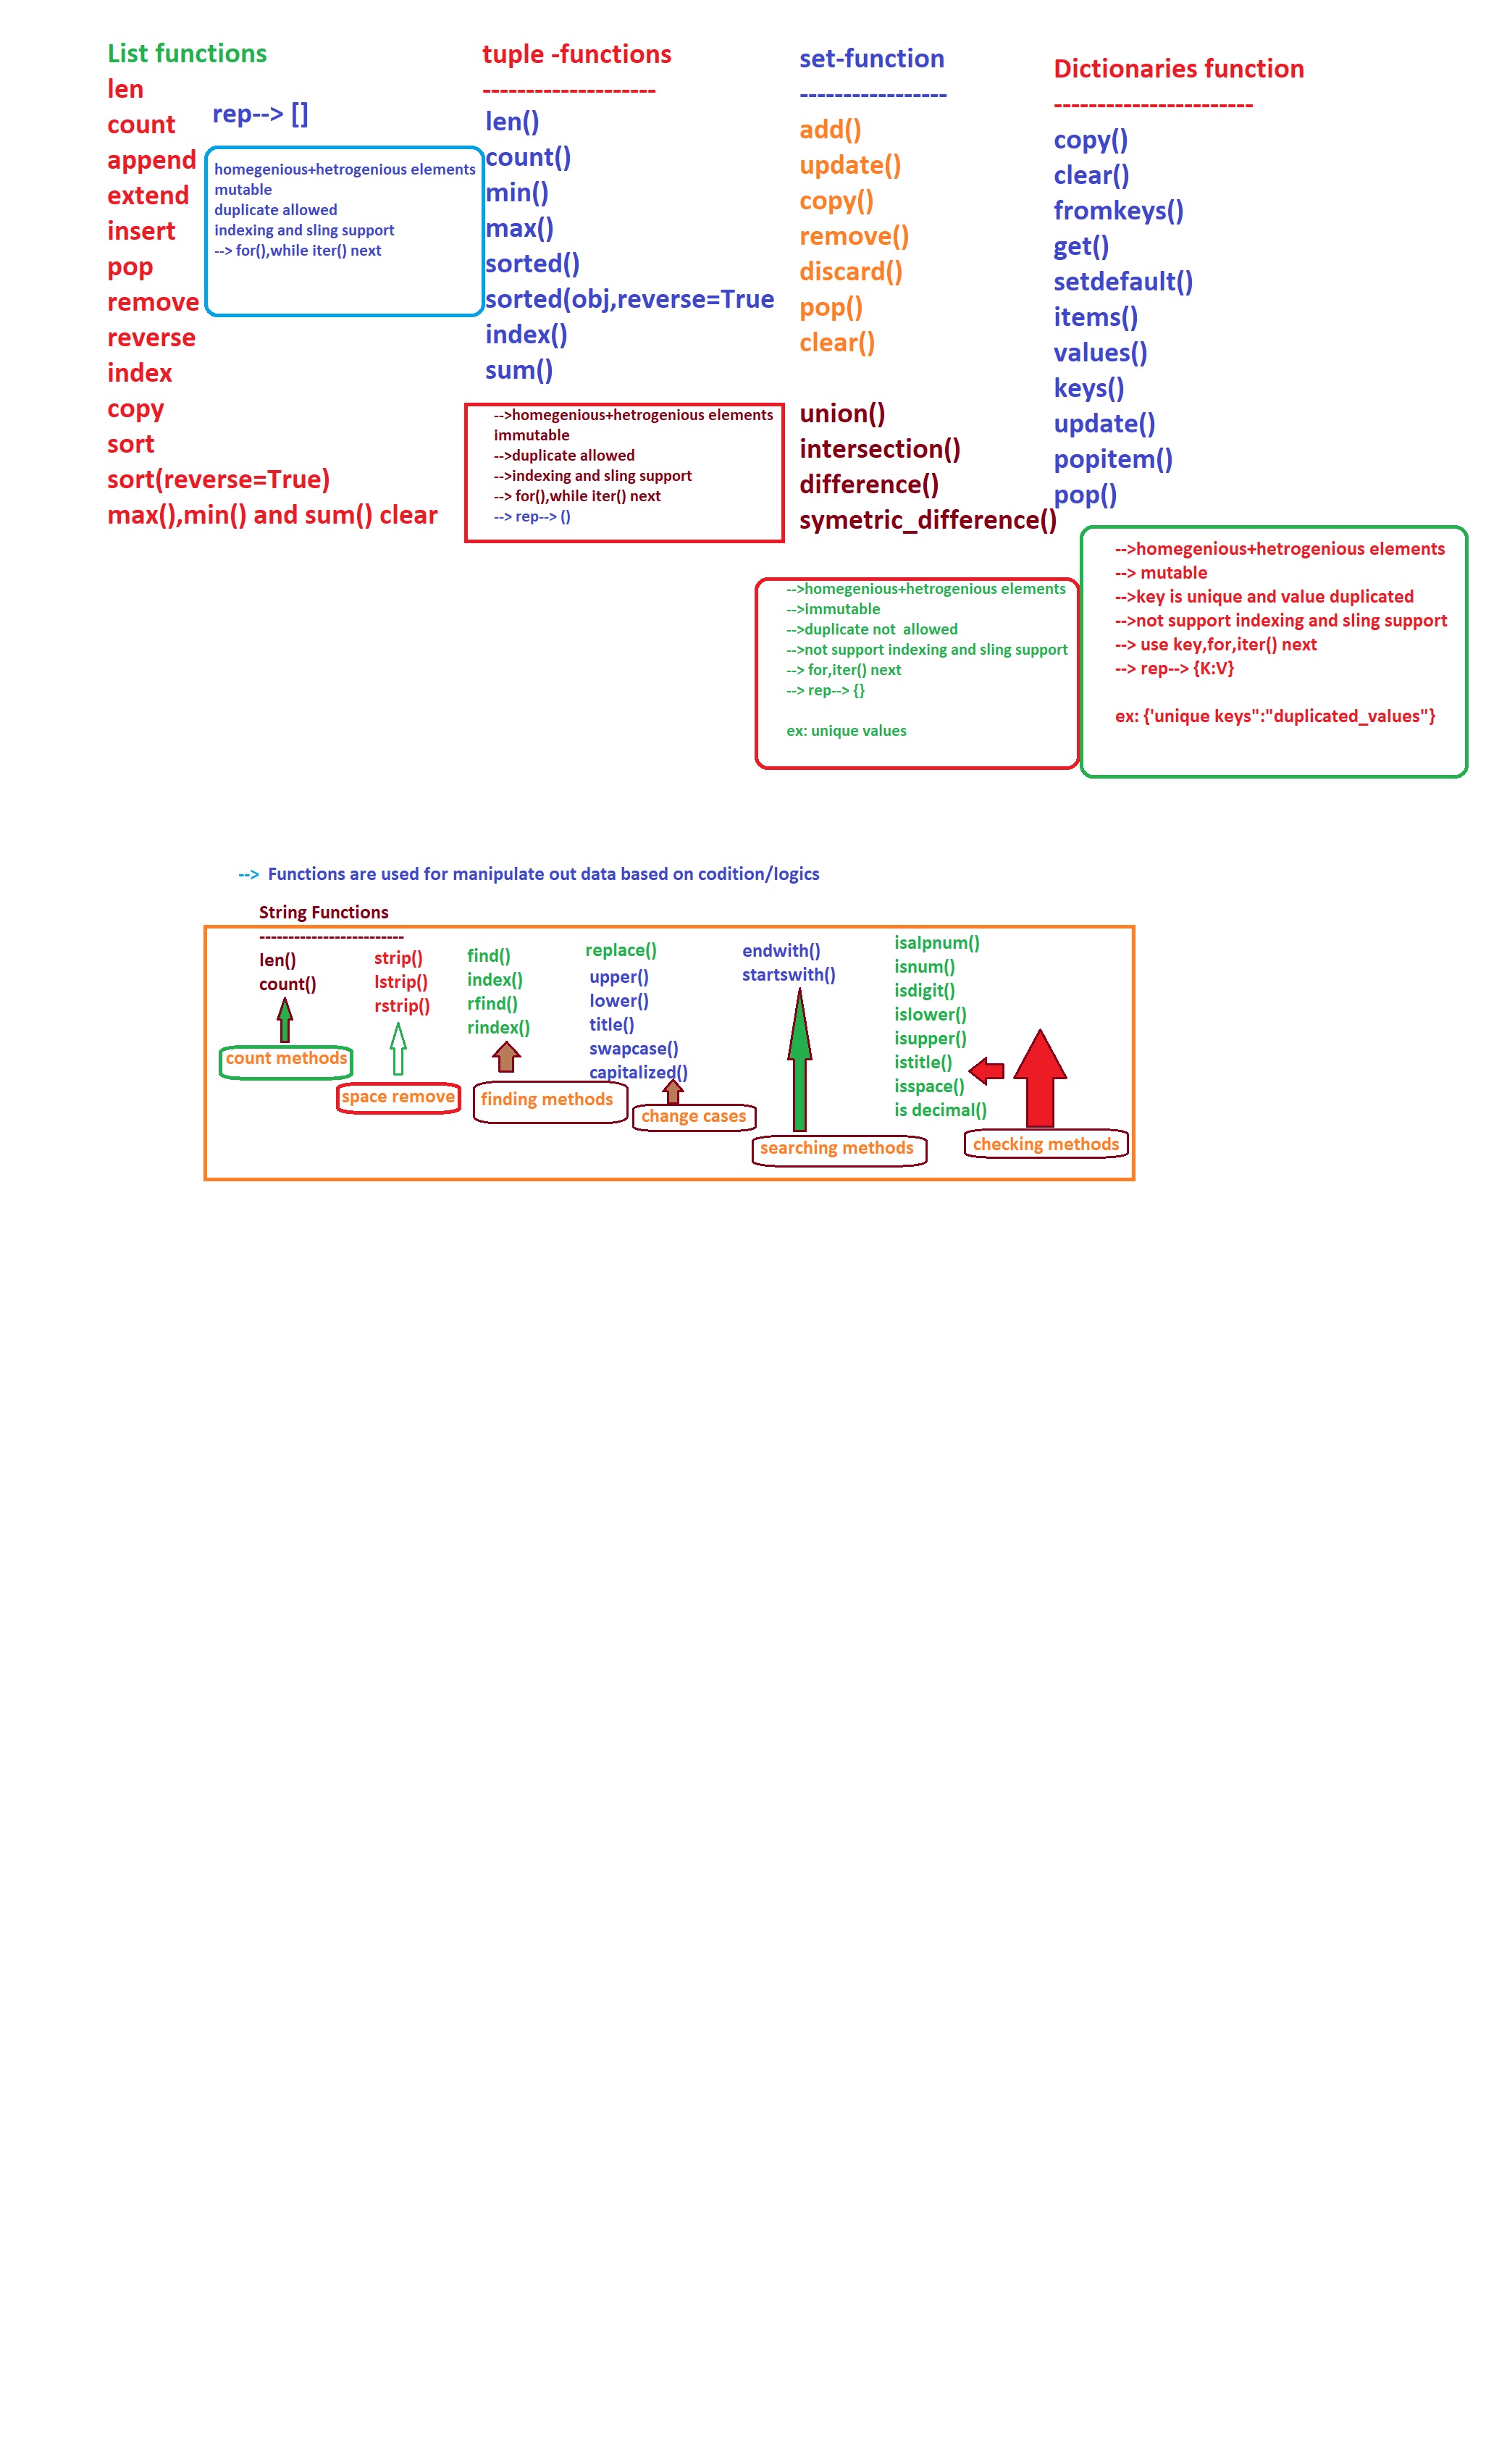 List functions
len
count
append
extend
insert
pop
remove
reverse
index
copy
sort
sort(reverse=True)
max(),min() and sum() clear
rep--> []
homegenious+hetrogenious elements
mutable
duplicate allowed
indexing and sling support
--> for(),while iter() next
tuple -functions
--------------------
len()
count()
min()
max()
sorted()
sorted(obj,reverse=True
index()
sum()
-->homegenious+hetrogenious elements
immutable
-->duplicate allowed
-->indexing and sling support
--> for(),while iter() next
--> rep--> ()
set-function
-----------------
add()
update()
copy()
remove()
discard()
pop()
clear()
union()
intersection()
difference()
symetric_difference()
-->homegenious+hetrogenious elements
-->immutable
-->duplicate not  allowed
-->not support indexing and sling support
--> for,iter() next
--> rep--> {}
ex: unique values
Dictionaries function
-----------------------
copy()
clear()
fromkeys()
get()
setdefault()
items()
values()
keys()
update()
popitem()
pop()
-->homegenious+hetrogenious elements
--> mutable
-->key is unique and value duplicated
-->not support indexing and sling support
--> use key,for,iter() next
--> rep--> {K:V}
ex: {'unique keys":"duplicated_values"}
-->  Functions are used for manipulate out data based on codition/logics
String Functions
-------------------------
len()
count()
count methods
strip()
lstrip()
rstrip()
space remove
find()
index()
rfind()
rindex()
finding methods
replace()
upper()
lower()
title()
swapcase()
capitalized()
change cases
endwith()
startswith()
searching methods
isalpnum()
isnum()
isdigit()
islower()
isupper()
istitle()
isspace()
is decimal()
checking methods